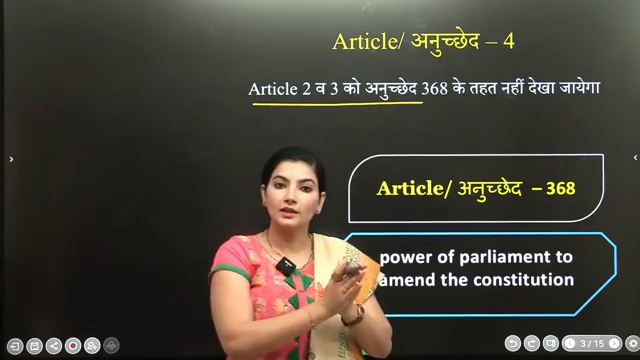 Article/ अनुच्छेद – 4
Article 2 व 3 को अनुच्छेद 368 के तहत नहीं देखा जायेगा
Article/ अनुच्छेद – 368
power of parliament to
amend the constitution
3 / 15